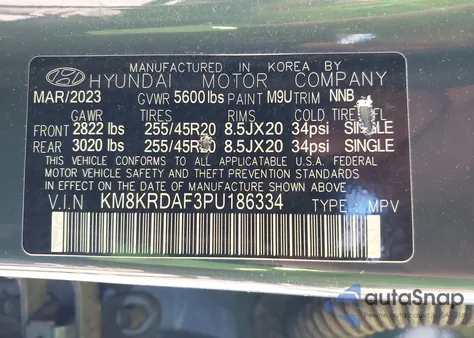 MANUFACTURED IN KOREA BY
HYUNDAI MOTOR COMPANY
MAR/2023 GVWR 5600 lbs PAINT M9U TRIM NNB
GAWR TIRES RIMS COLD
FRONT 2822 lbs 255/45R20 8.5JX20 34psi SINGLE
REAR 3020 lbs 255/45R20 8.5JX20 34psi SINGLE
THIS VEHICLE CONFORMS TO ALL APPLICABLE U.S.A. FEDERAL
MOTOR VEHICLE SAFETY AND THEFT PREVENTION STANDARDS
IN EFFECT ON THE DATE OF MANUFACTURE SHOWN ABOVE.
V.I.N KM8KRDAF3PU186334 TYPE : MPV
autoSnap